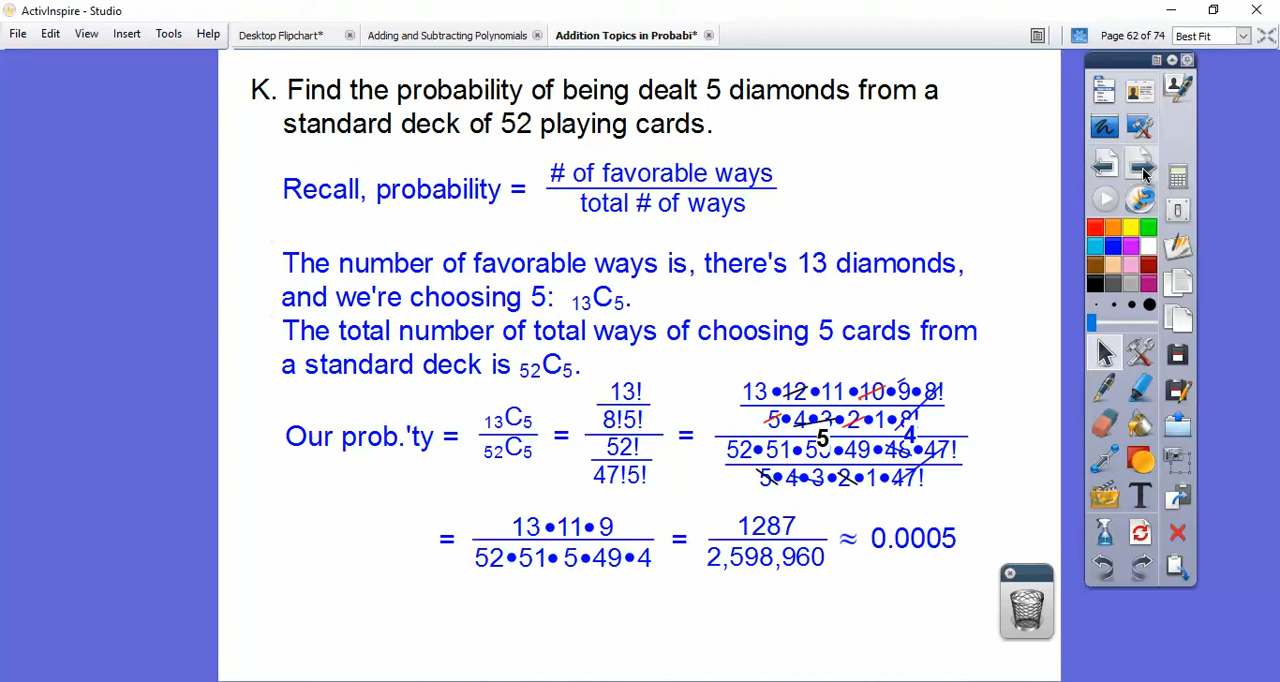 ActivInspire - Studio
File Edit View Insert Tools Help Desktop Flipchart* Adding and Subtracting Polynomials Addition Topics in Probabi* Page 62 of 74 Best Fit
K. Find the probability of being dealt 5 diamonds from a
standard deck of 52 playing cards.
Recall, probability = # of favorable ways
total # of ways
The number of favorable ways is, there's 13 diamonds,
and we're choosing 5: ₁₃C₅.
The total number of total ways of choosing 5 cards from
a standard deck is ₅₂C₅.
Our prob.'ty = ₁₃C₅ / ₅₂C₅ = 13! / 8!5! / 52! / 47!5! =
13•12•11•10•9•8!
5•4•3•2•1•8!
5 4
52•51•50•49•48•47!
5•4•3•2•1•47!
= 13•11•9 / 52•51•5•49•4 = 1287 / 2,598,960 ≈ 0.0005
T